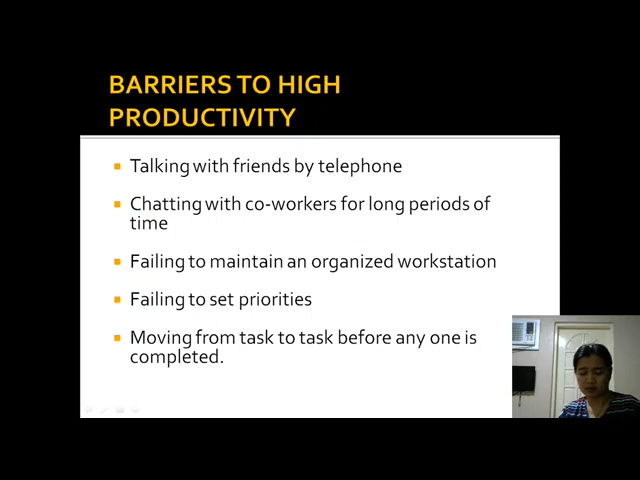 BARRIERS TO HIGH
PRODUCTIVITY
Talking with friends by telephone
Chatting with co-workers for long periods of
time
Failing to maintain an organized workstation
Failing to set priorities
Moving from task to task before any one is
completed.